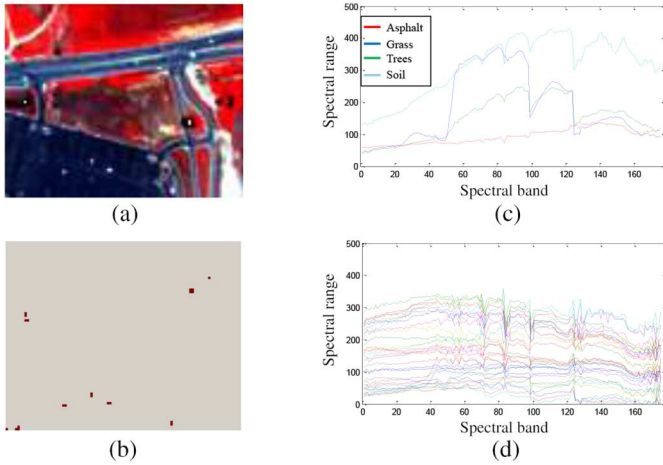 (a)
500
400
300
200
100
0
Spectral range
Asphalt
Grass
Trees
Soil
0 20 40 60 80 100 120 140 160
Spectral band
(c)
(b)
500
400
300
200
100
0
Spectral range
0 20 40 60 80 100 120 140 160
Spectral band
(d)